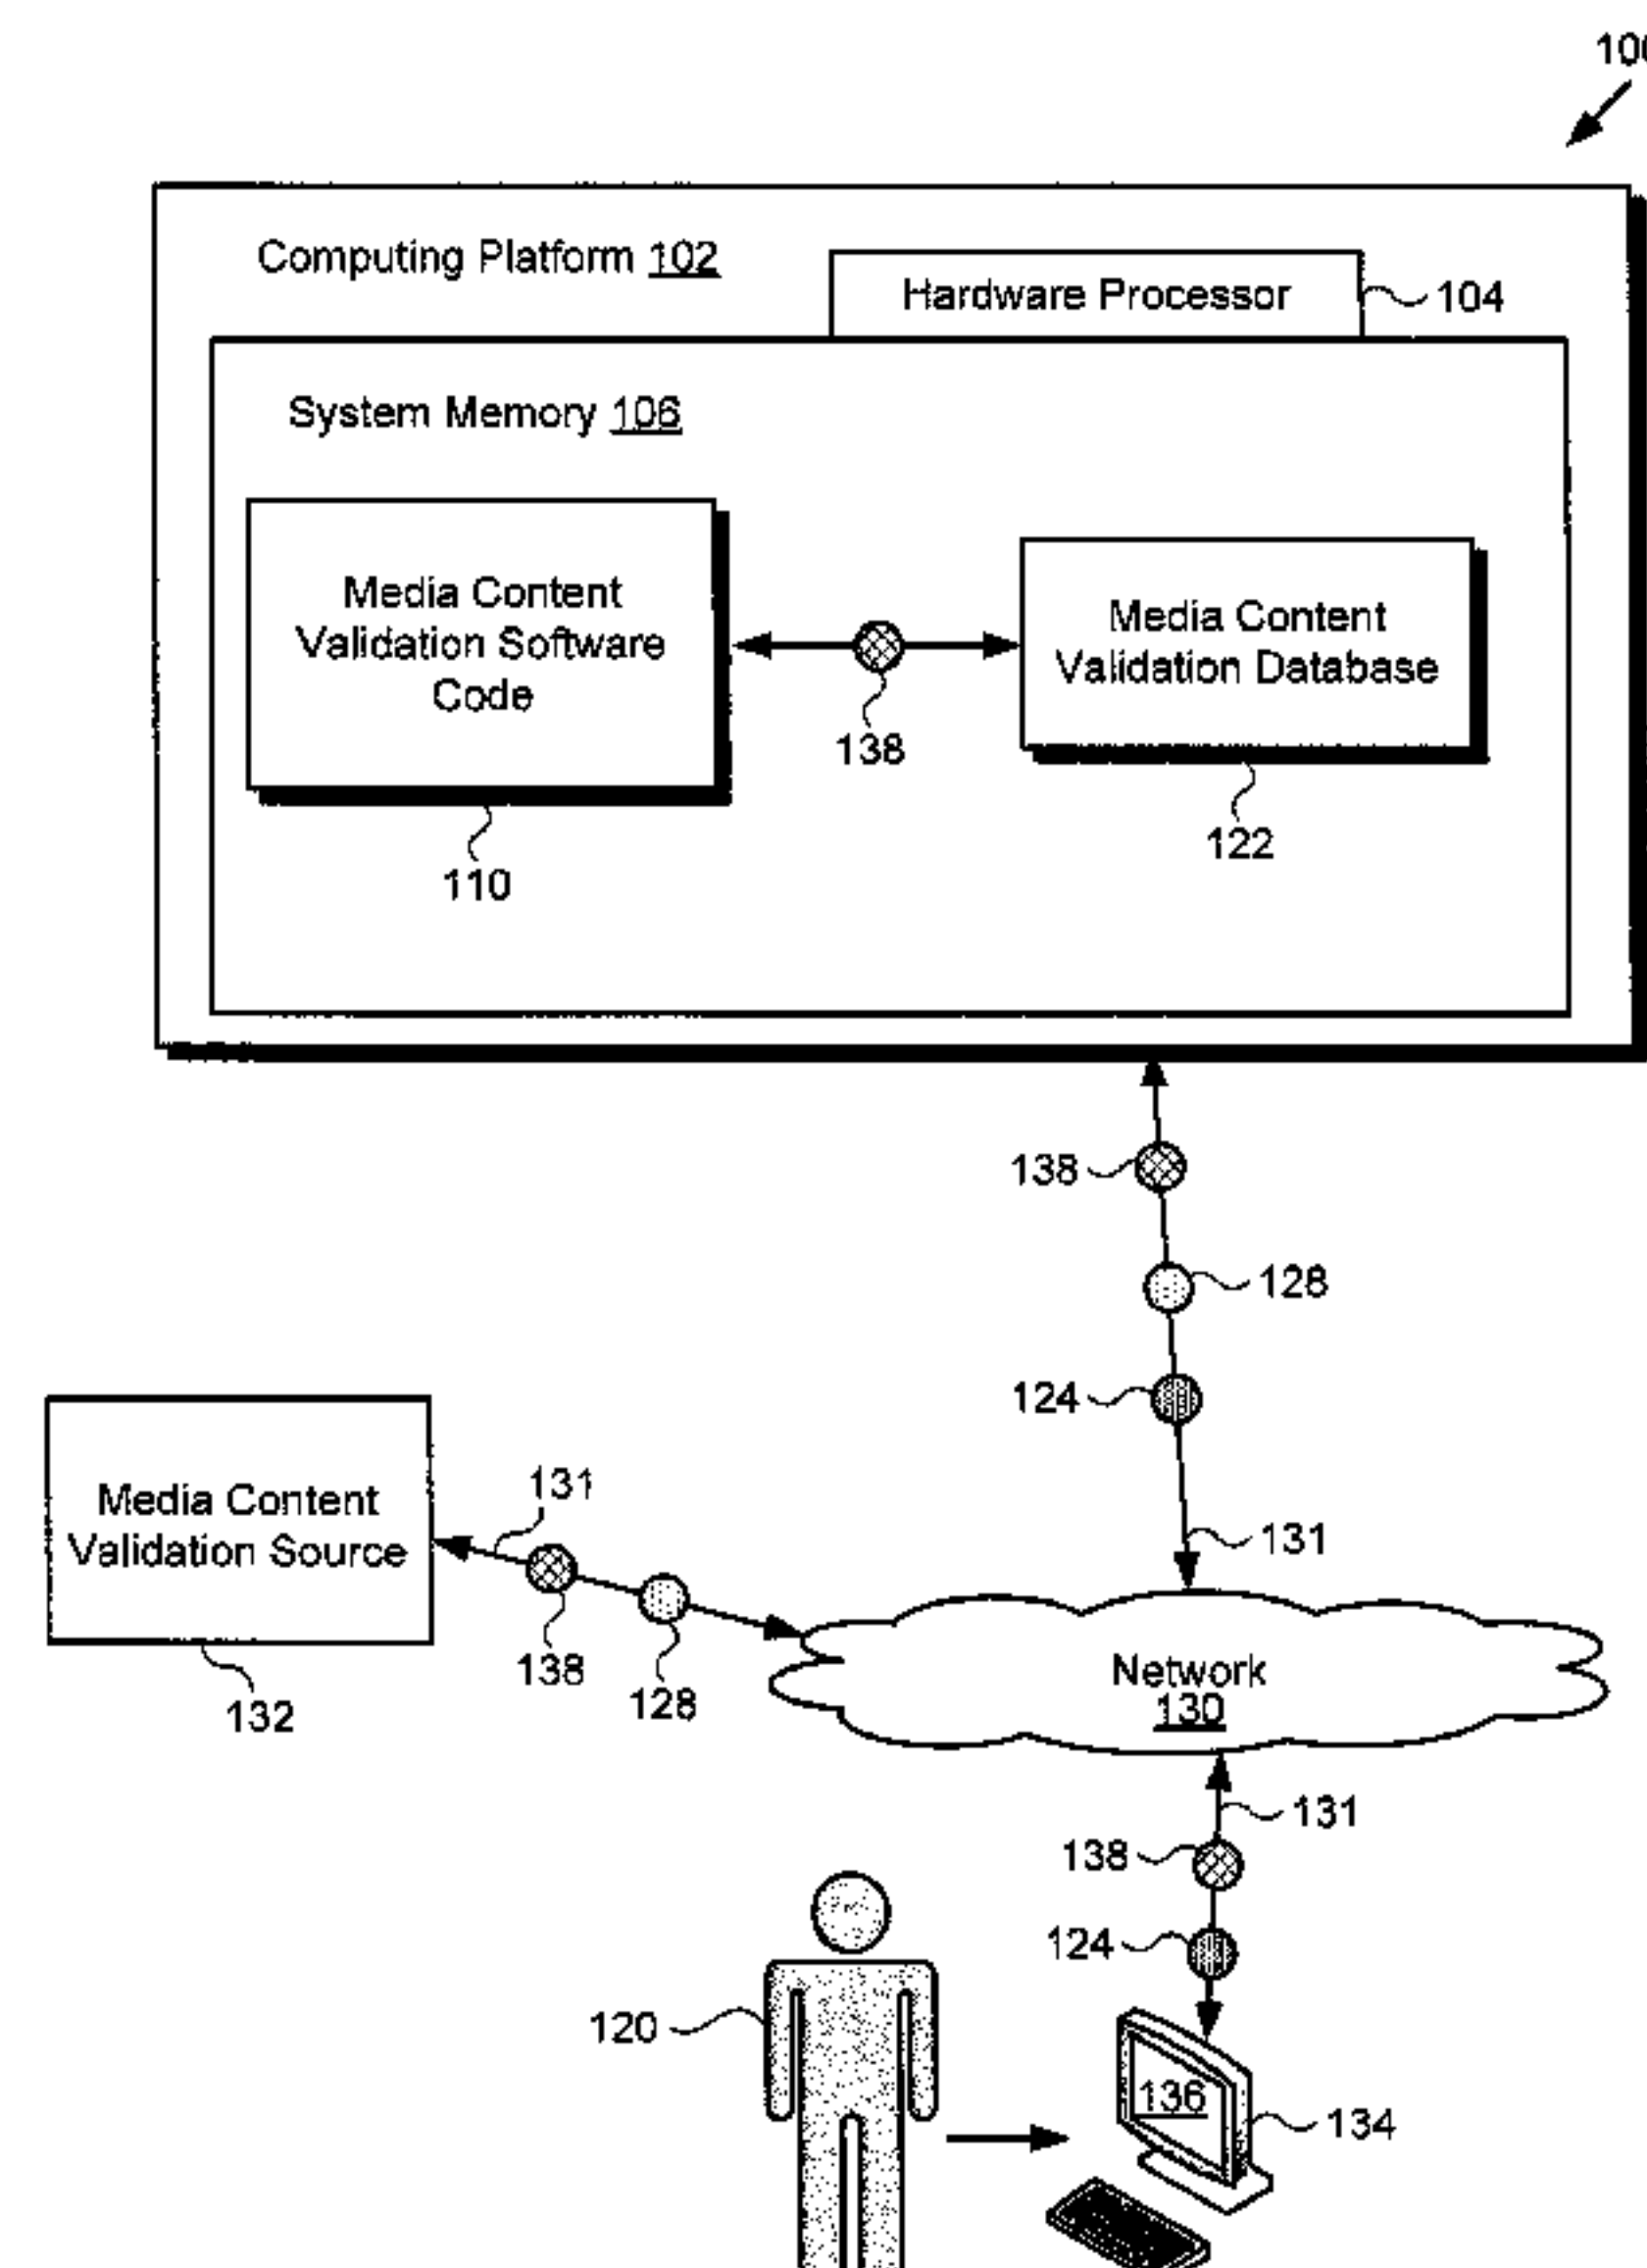 Computing Platform 102
Hardware Processor
104
System Memory 106
Media Content
Validation Software
Code
Media Content
Validation Database
138
122
110
138
128
124
131
Media Content
Validation Source
131
138
128
132
Network
130
131
138
124
120
136
134